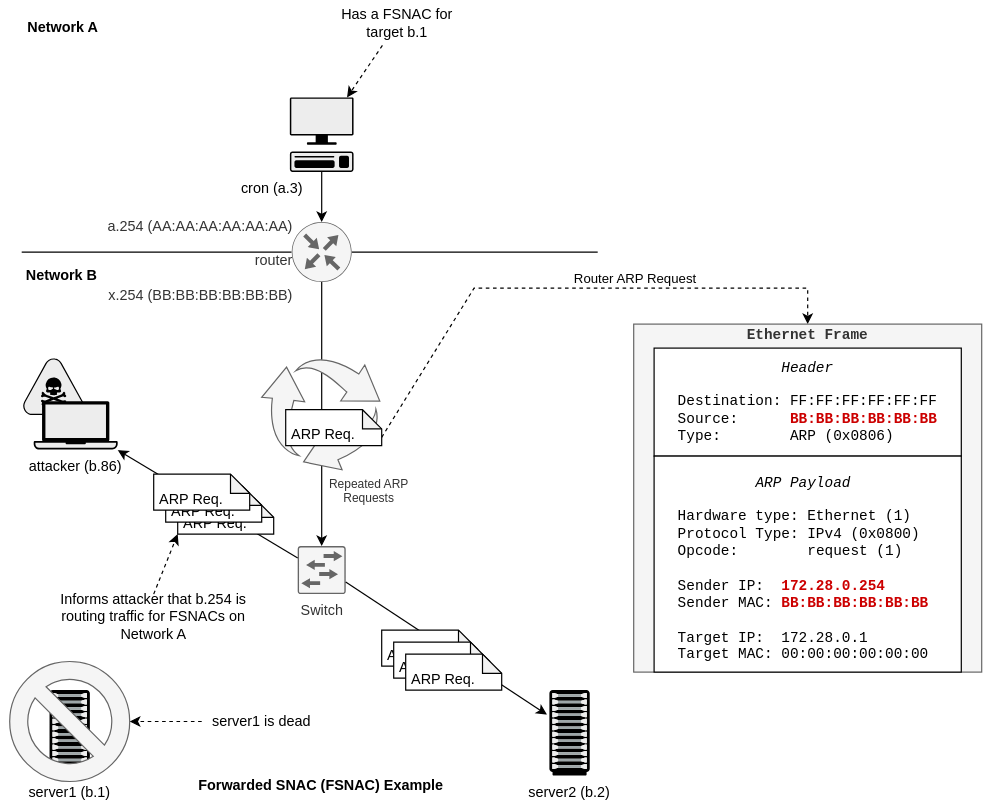 Network A
Has a FSNAC for
target b.1
cron (a.3)
a.254 (AA:AA:AA:AA:AA:AA)
router
Network B
x.254 (BB:BB:BB:BB:BB:BB)
Router ARP Request
Ethernet Frame
Header
Destination: FF:FF:FF:FF:FF:FF
Source: BB:BB:BB:BB:BB:BB
Type: ARP (0x0806)
ARP Payload
Hardware type: Ethernet (1)
Protocol Type: IPv4 (0x0800)
Opcode: request (1)
Sender IP: 172.28.0.254
Sender MAC: BB:BB:BB:BB:BB:BB
Target IP: 172.28.0.1
Target MAC: 00:00:00:00:00:00
ARP Req.
Repeated ARP
Requests
attacker (b.86)
ARP Req.
ARP Req.
ARP Req.
Switch
Informs attacker that b.254 is
routing traffic for FSNACs on
Network A
A
A
ARP Req.
server1 is dead
server1 (b.1)
Forwarded SNAC (FSNAC) Example
server2 (b.2)